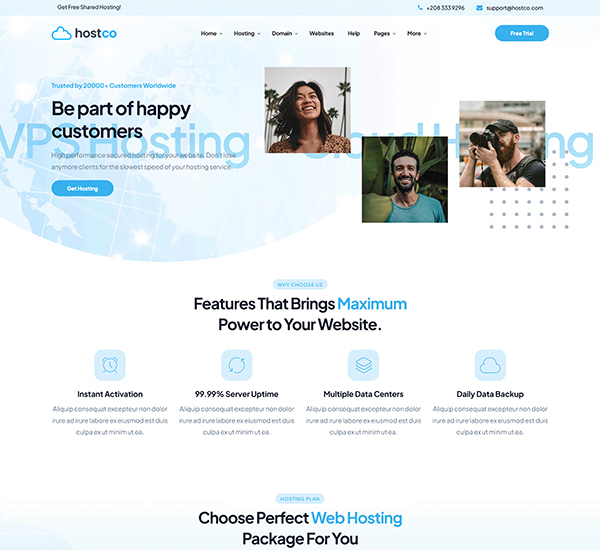 Get Free Shared Hosting!
+208 333 9296
support@hostco.com
hostco
Home
Hosting
Domain
Websites
Help
Pages
More
Free Trial
Trusted by 20000+ Customers Worldwide
Be part of happy
customers
VPS Hosting
Cloud Hosting
High performance secured hosting for your website. Don't lose
anymore clients for the slowest speed of your hosting service.
Get Hosting
WHY CHOOSE US
Features That Brings Maximum
Power to Your Website.
Instant Activation
Aliquip consequat excepteur non dolor
irure ad irure labore ex eiusmod est duis
culpa ex ut minim ut ea.
99.99% Server Uptime
Aliquip consequat excepteur non dolor
irure ad irure labore ex eiusmod est duis
culpa ex ut minim ut ea.
Multiple Data Centers
Aliquip consequat excepteur non dolor
irure ad irure labore ex eiusmod est duis
culpa ex ut minim ut ea.
Daily Data Backup
Aliquip consequat excepteur non dolor
irure ad irure labore ex eiusmod est duis
culpa ex ut minim ut ea.
HOSTING PLAN
Choose Perfect Web Hosting
Package For You